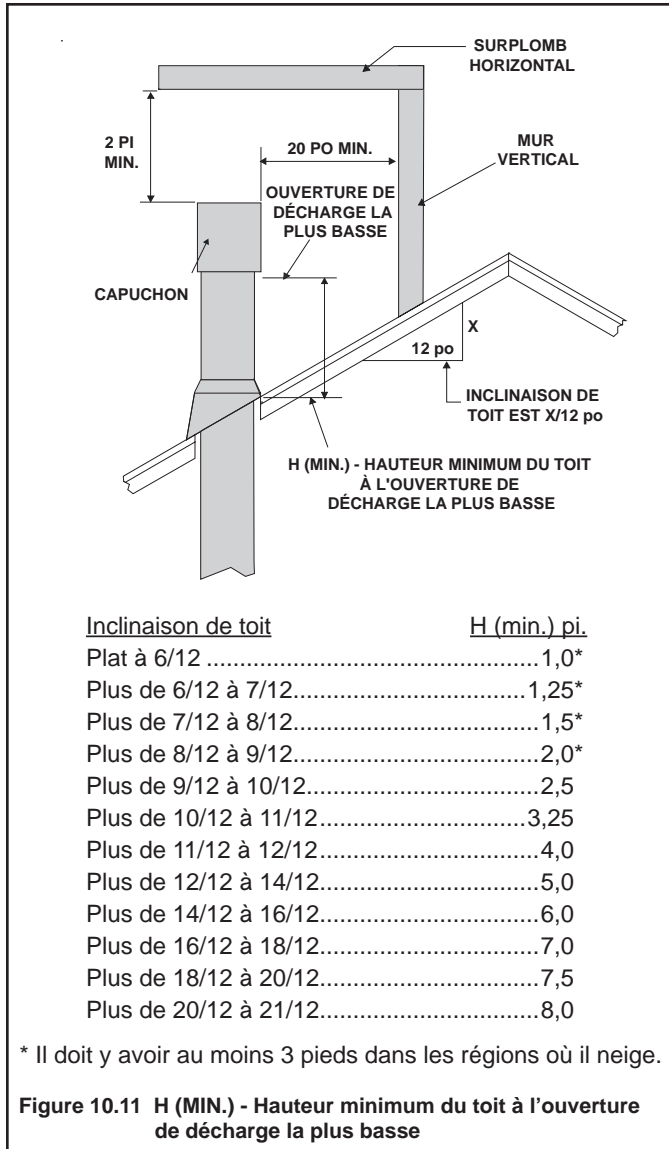 SURPLOMB
HORIZONTAL
2 PI
MIN.
20 PO MIN.
MUR
VERTICAL
OUVERTURE DE
DÉCHARGE LA
PLUS BASSE
CAPUCHON
X
12 po
INCLINAISON DE
TOIT EST X/12 po
H (MIN.) - HAUTEUR MINIMUM DU TOIT
À L'OUVERTURE DE
DÉCHARGE LA PLUS BASSE
Inclinaison de toit H (min.) pi.
Plat à 6/12 .............................................1,0*
Plus de 6/12 à 7/12................................1,25*
Plus de 7/12 à 8/12..................................1,5*
Plus de 8/12 à 9/12..................................2,0*
Plus de 9/12 à 10/12................................2,5
Plus de 10/12 à 11/12............................3,25
Plus de 11/12 à 12/12..............................4,0
Plus de 12/12 à 14/12..............................5,0
Plus de 14/12 à 16/12..............................6,0
Plus de 16/12 à 18/12..............................7,0
Plus de 18/12 à 20/12..............................7,5
Plus de 20/12 à 21/12..............................8,0
* Il doit y avoir au moins 3 pieds dans les régions où il neige.
Figure 10.11 H (MIN.) - Hauteur minimum du toit à l’ouverture
de décharge la plus basse